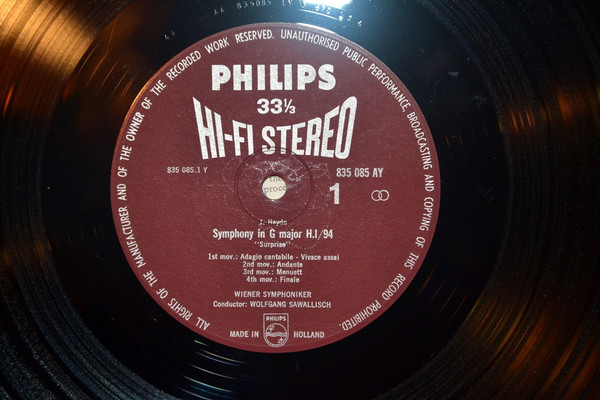 ALL RIGHTS OF THE MANUFACTURER AND OF THE OWNER OF THE RECORDED WORK RESERVED. UNAUTHORISED PUBLIC PERFORMANCE, BROADCASTING AND COPYING OF THIS RECORD PROHIBITED.
PHILIPS
33⅓
HI-FI STEREO
835 085.1 Y
835 085 AY
1
J. Haydn
Symphony in G major H.I/94
"Surprise"
1st mov.: Adagio cantabile - Vivace assai
2nd mov.: Andante
3rd mov.: Menuett
4th mov.: Finale
WIENER SYMPHONIKER
Conductor: WOLFGANG SAWALLISCH
PHILIPS
MADE IN HOLLAND